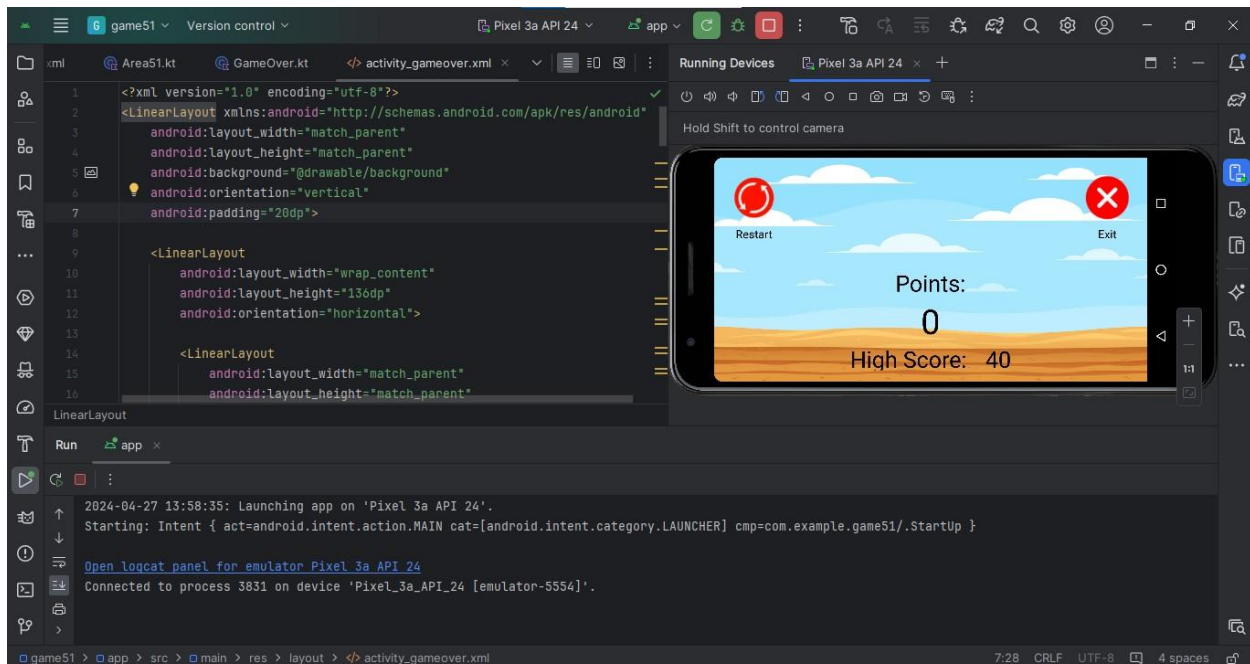 G game51 Version control Pixel 3a API 24 app
xml Area51.kt GameOver.kt </> activity_gameover.xml
Running Devices Pixel 3a API 24
1 <?xml version="1.0" encoding="utf-8"?>
2 <LinearLayout xmlns:android="http://schemas.android.com/apk/res/android"
3 android:layout_width="match_parent"
4 android:layout_height="match_parent"
5 android:background="@drawable/background"
6 android:orientation="vertical"
7 android:padding="20dp">
8
9 <LinearLayout
10 android:layout_width="wrap_content"
11 android:layout_height="136dp"
12 android:orientation="horizontal">
13
14 <LinearLayout
15 android:layout_width="match_parent"
16 android:layout_height="match_parent"
LinearLayout
Hold Shift to control camera
Restart
Exit
Points:
0
High Score: 40
1:1
Run app
2024-04-27 13:58:35: Launching app on 'Pixel 3a API 24'.
Starting: Intent { act=android.intent.action.MAIN cat=[android.intent.category.LAUNCHER] cmp=com.example.game51/.StartUp }
Open logcat panel for emulator Pixel 3a API 24
Connected to process 3831 on device 'Pixel_3a_API_24 [emulator-5554]'.
game51 > app > src > main > res > layout > </> activity_gameover.xml
7:28 CRLF UTF-8 4 spaces